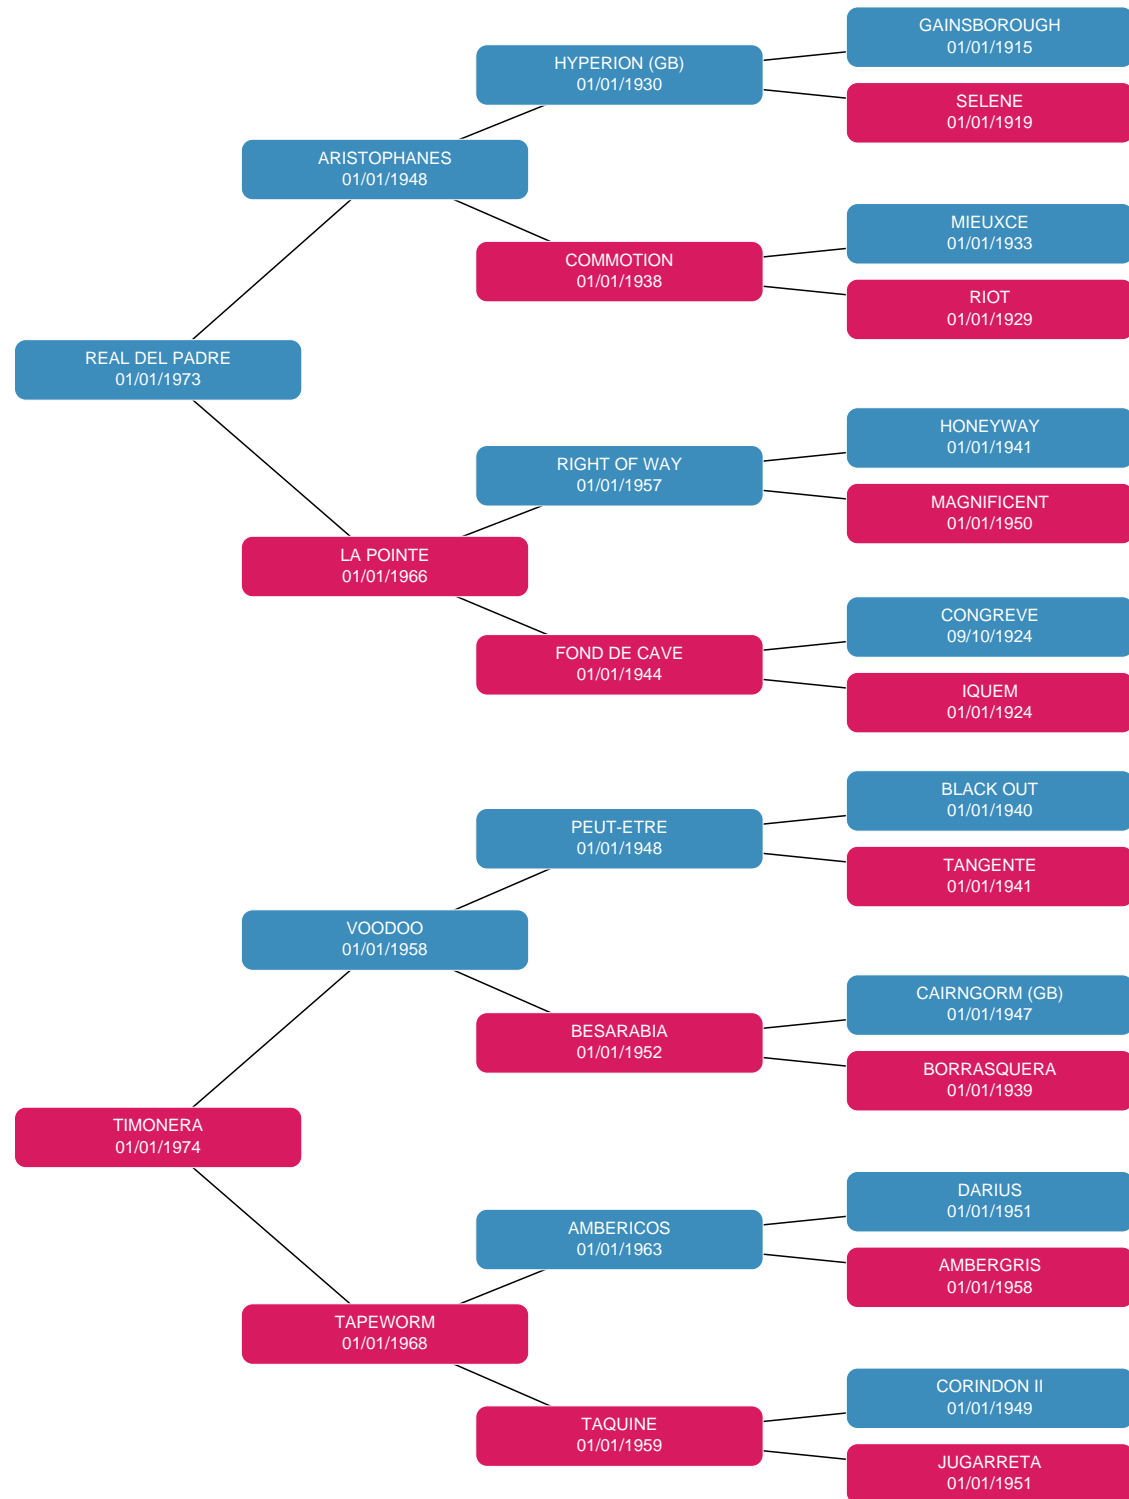 GAINSBOROUGH
01/01/1915
HYPERION (GB)
01/01/1930
SELENE
01/01/1919
ARISTOPHANES
01/01/1948
MIEUXCE
01/01/1933
COMMOTION
01/01/1938
RIOT
01/01/1929
REAL DEL PADRE
01/01/1973
HONEYWAY
01/01/1941
RIGHT OF WAY
01/01/1957
MAGNIFICENT
01/01/1950
LA POINTE
01/01/1966
CONGREVE
09/10/1924
FOND DE CAVE
01/01/1944
IQUEM
01/01/1924
BLACK OUT
01/01/1940
PEUT-ETRE
01/01/1948
TANGENTE
01/01/1941
VOODOO
01/01/1958
CAIRNGORM (GB)
01/01/1947
BESARABIA
01/01/1952
BORRASQUERA
01/01/1939
TIMONERA
01/01/1974
DARIUS
01/01/1951
AMBERICOS
01/01/1963
AMBERGRIS
01/01/1958
TAPEWORM
01/01/1968
CORINDON II
01/01/1949
TAQUINE
01/01/1959
JUGARRETA
01/01/1951